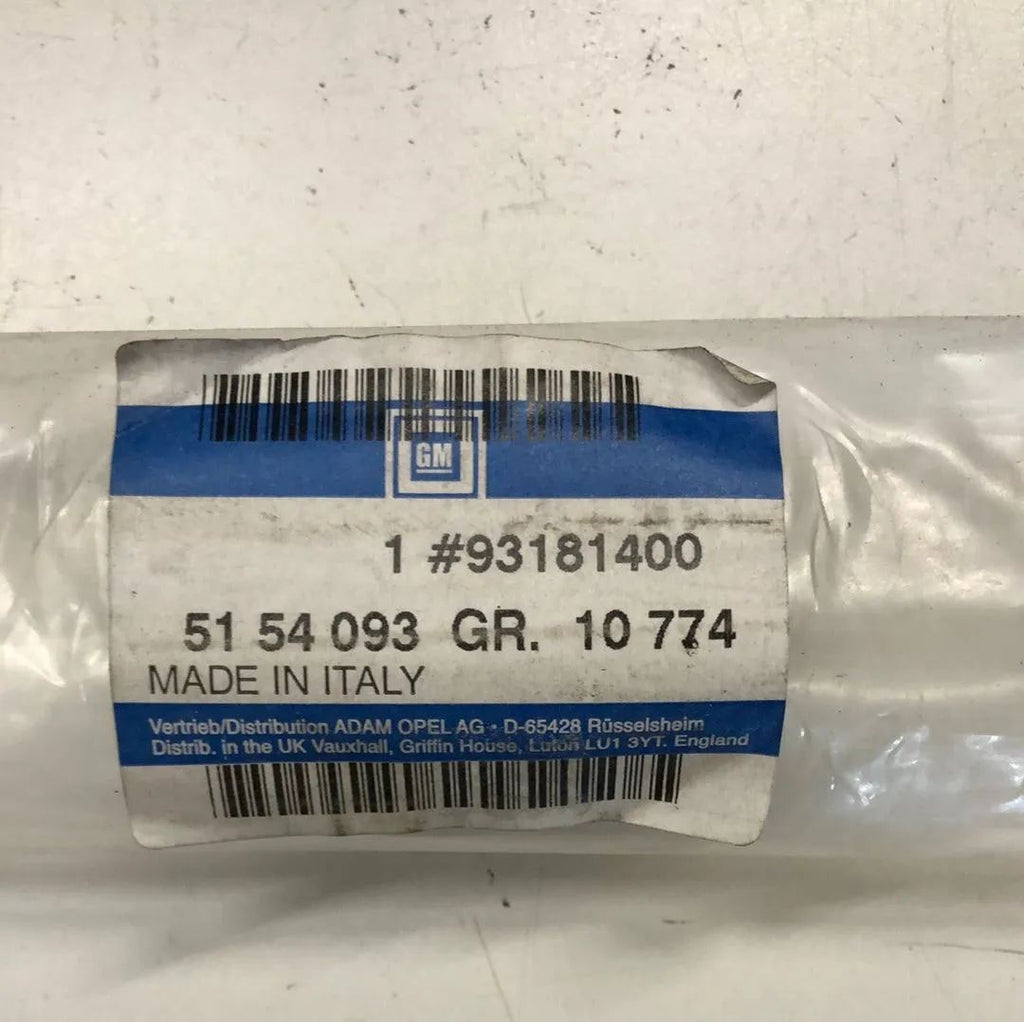 GM
1 #93181400
51 54 093 GR. 10 774
MADE IN ITALY
Vertrieb/Distribution ADAM OPEL AG • D-65428 Rüsselsheim
Distrib. in the UK Vauxhall, Griffin House, Luton LU1 3YT. England